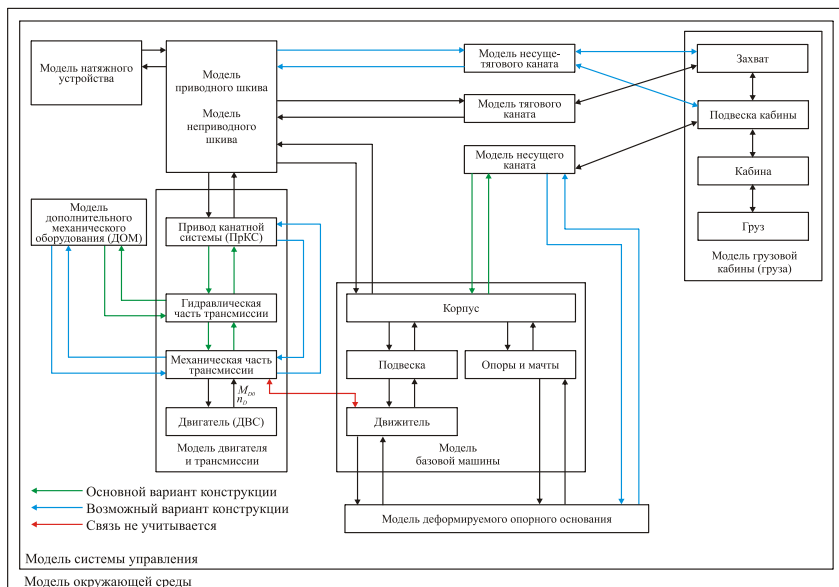 Модель натяжного
устройства
Модель
приводного шкива
Модель
неприводного
шкива
Модель несуще-
тягового каната
Модель тягового
каната
Модель несущего
каната
Захват
Подвеска кабины
Кабина
Груз
Модель грузовой
кабины (груза)
Модель
дополнительного
механического
оборудования (ДОМ)
Привод канатной
системы (ПрКС)
Гидравлическая
часть трансмиссии
Механическая часть
трансмиссии
M_D0
n_D
Двигатель (ДВС)
Модель двигателя
и трансмиссии
Корпус
Подвеска
Опоры и мачты
Движитель
Модель
базовой машины
Модель деформируемого опорного основания
Основной вариант конструкции
Возможный вариант конструкции
Связь не учитывается
Модель системы управления
Модель окружающей среды